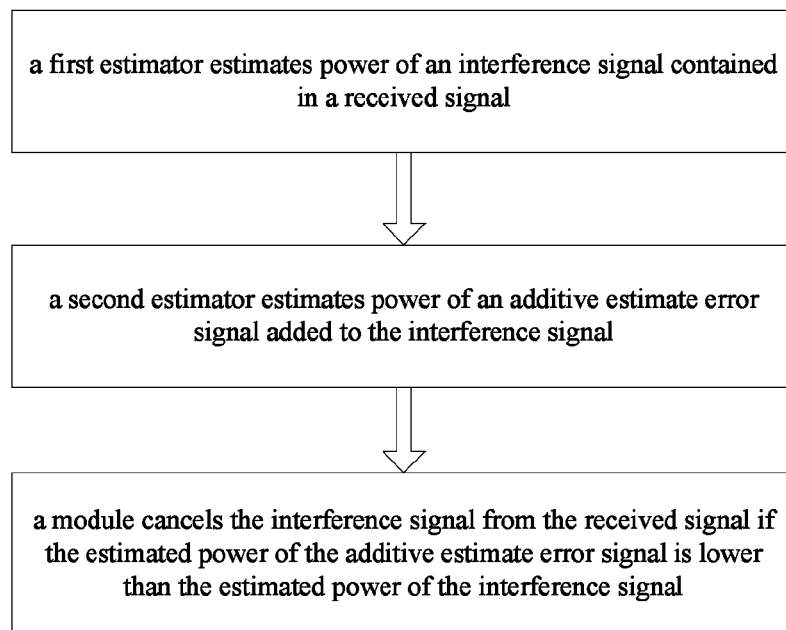 a first estimator estimates power of an interference signal contained
in a received signal
a second estimator estimates power of an additive estimate error
signal added to the interference signal
a module cancels the interference signal from the received signal if
the estimated power of the additive estimate error signal is lower
than the estimated power of the interference signal